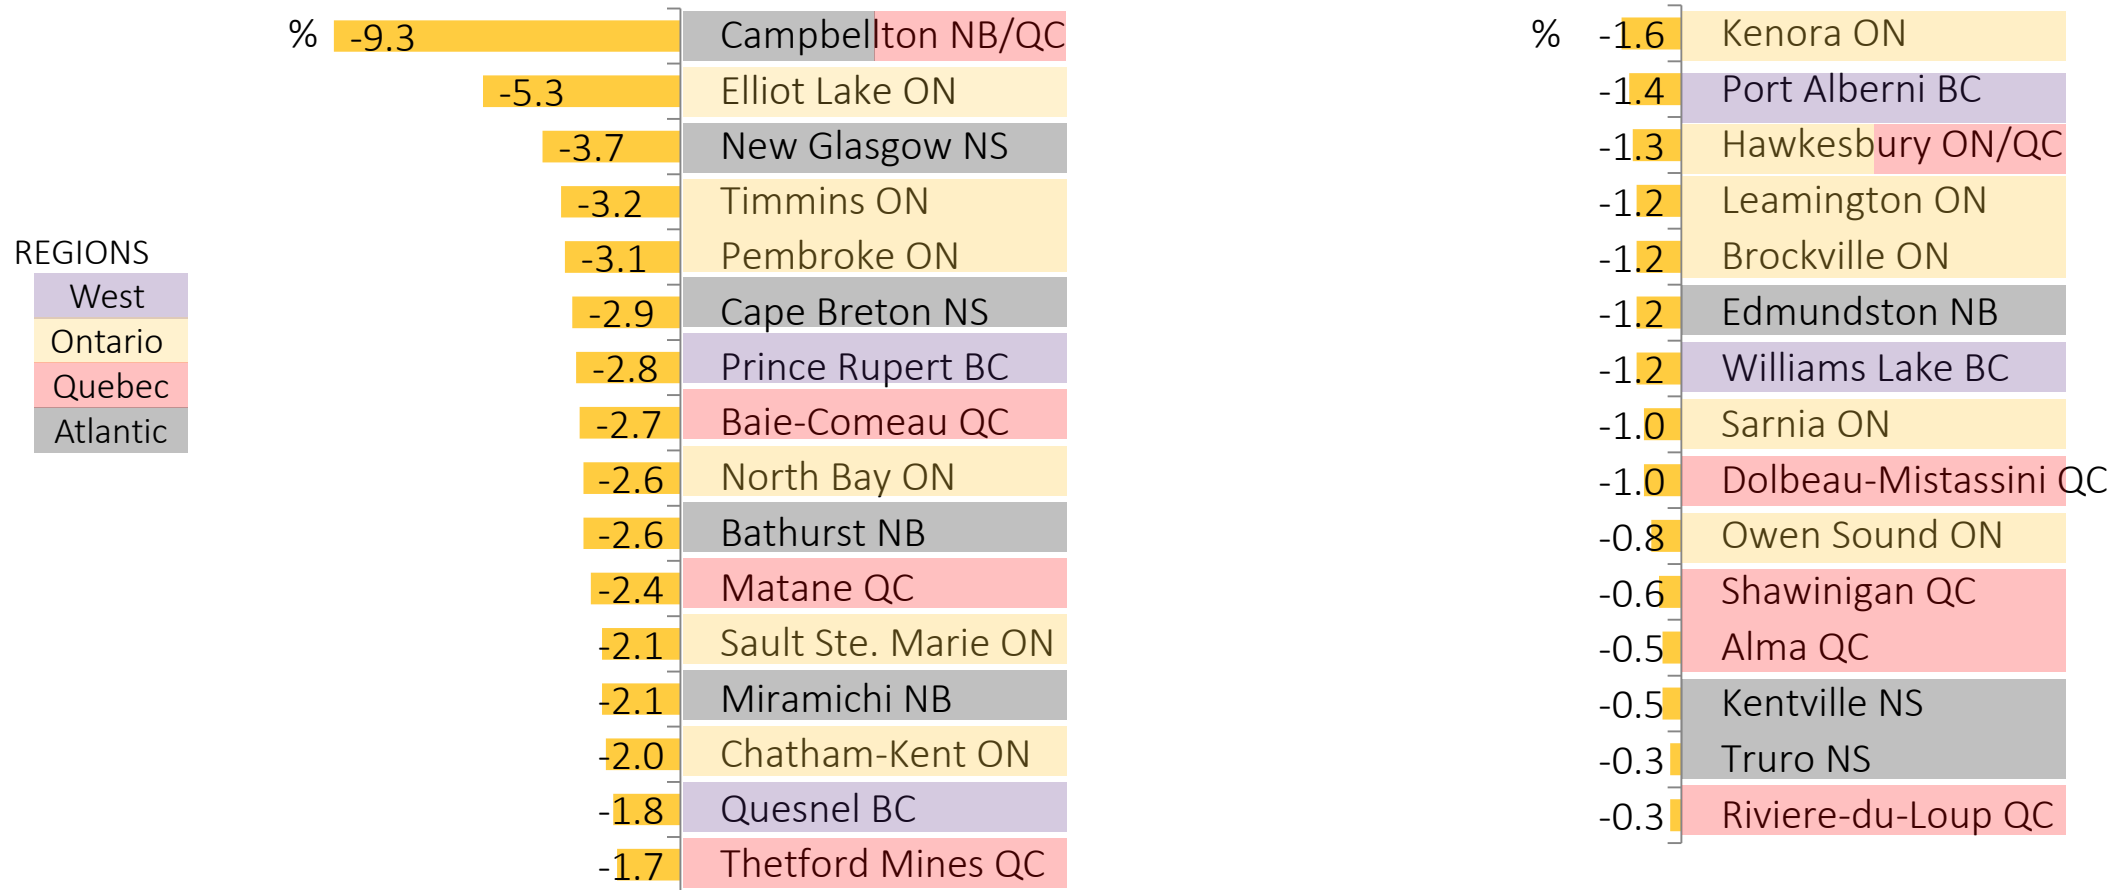 % -9.3 Campbellton NB/QC
-5.3 Elliot Lake ON
-3.7 New Glasgow NS
-3.2 Timmins ON
-3.1 Pembroke ON
-2.9 Cape Breton NS
-2.8 Prince Rupert BC
-2.7 Baie-Comeau QC
-2.6 North Bay ON
-2.6 Bathurst NB
-2.4 Matane QC
-2.1 Sault Ste. Marie ON
-2.1 Miramichi NB
-2.0 Chatham-Kent ON
-1.8 Quesnel BC
-1.7 Thetford Mines QC
REGIONS
West
Ontario
Quebec
Atlantic
% -1.6 Kenora ON
-1.4 Port Alberni BC
-1.3 Hawkesbury ON/QC
-1.2 Leamington ON
-1.2 Brockville ON
-1.2 Edmundston NB
-1.2 Williams Lake BC
-1.0 Sarnia ON
-1.0 Dolbeau-Mistassini QC
-0.8 Owen Sound ON
-0.6 Shawinigan QC
-0.5 Alma QC
-0.5 Kentville NS
-0.3 Truro NS
-0.3 Riviere-du-Loup QC